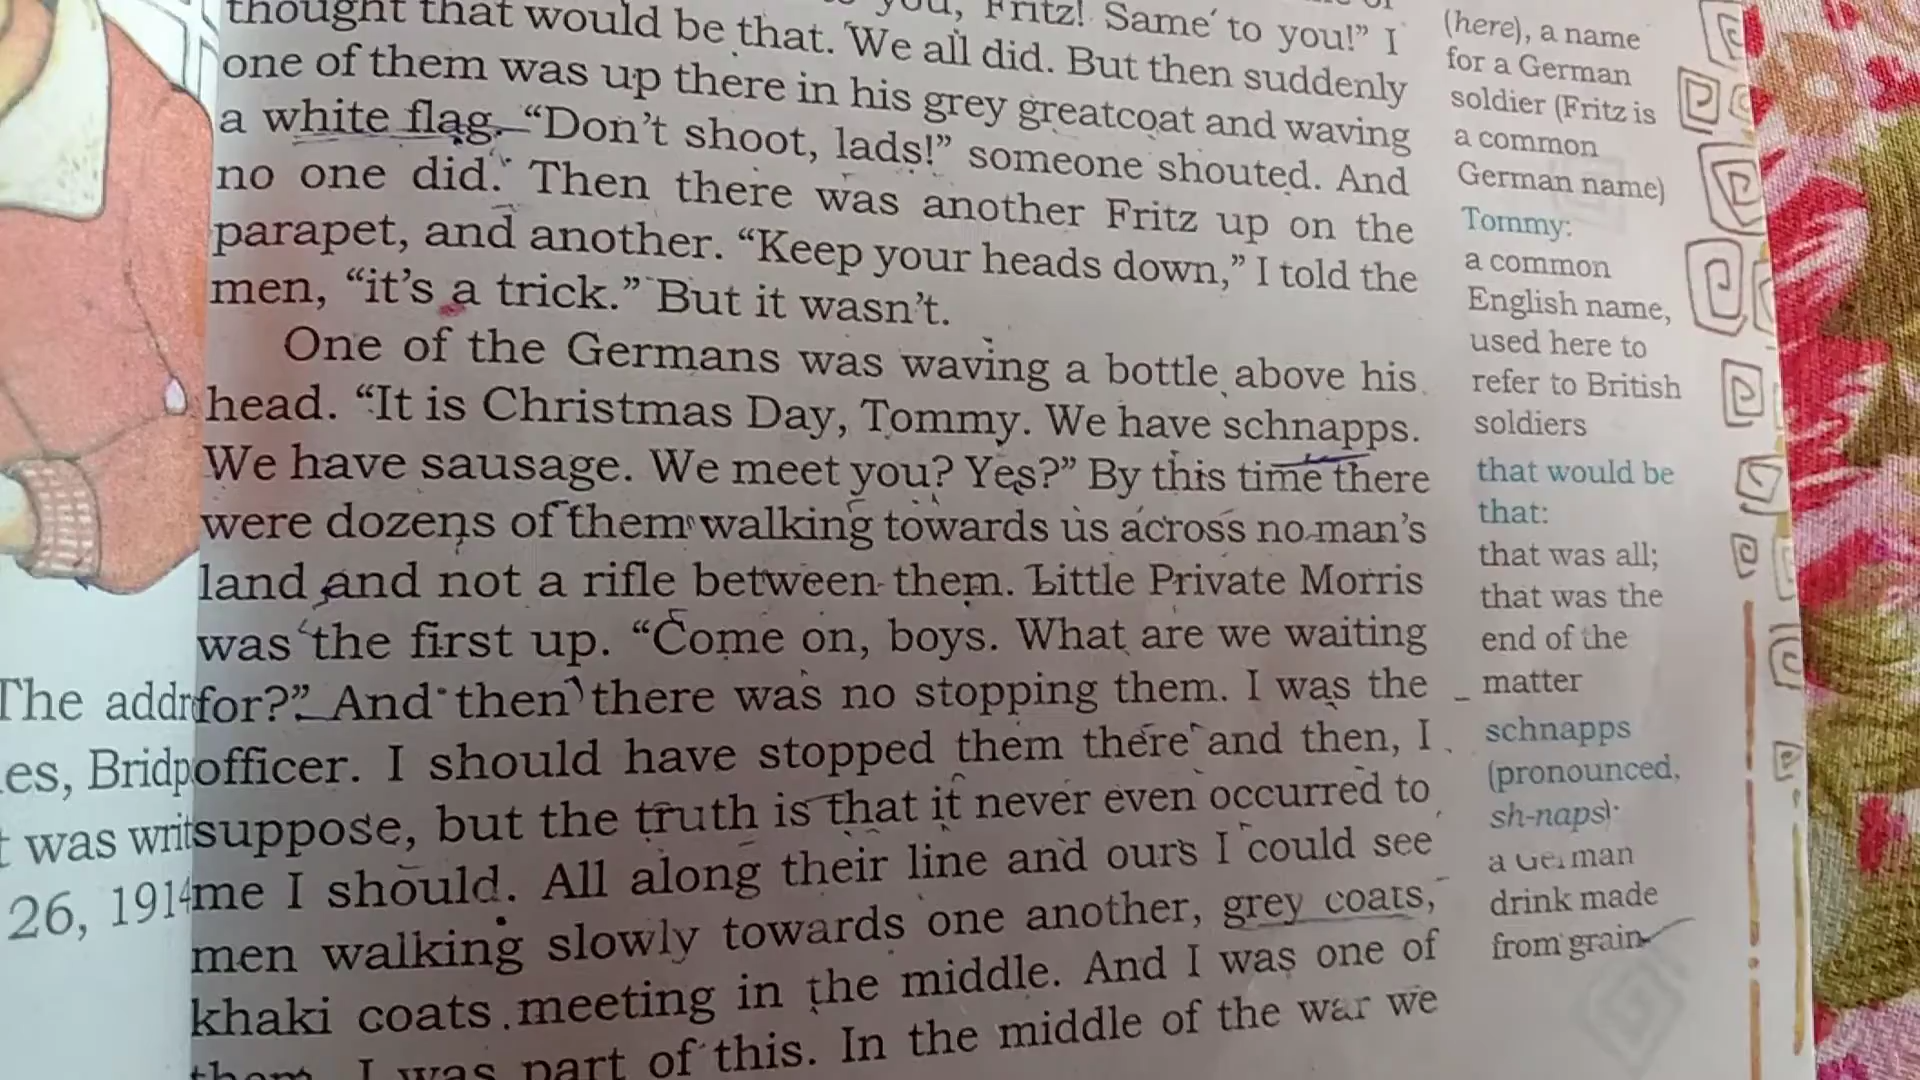 you, Fritz! Same to you!” I
thought that would be that. We all did. But then suddenly
one of them was up there in his grey greatcoat and waving
a white flag. “Don’t shoot, lads!” someone shouted. And
no one did. Then there was another Fritz up on the
parapet, and another. “Keep your heads down,” I told the
men, “it’s a trick.” But it wasn’t.
One of the Germans was waving a bottle above his
head. “It is Christmas Day, Tommy. We have schnapps.
We have sausage. We meet you? Yes?” By this time there
were dozens of them walking towards us across no man’s
land and not a rifle between them. Little Private Morris
was the first up. “Come on, boys. What are we waiting
for?” And then there was no stopping them. I was the
officer. I should have stopped them there and then, I
suppose, but the truth is that it never even occurred to
me I should. All along their line and ours I could see
men walking slowly towards one another, grey coats,
khaki coats meeting in the middle. And I was one of
them. I was part of this. In the middle of the war we
(here), a name
for a German
soldier (Fritz is
a common
German name)
Tommy:
a common
English name,
used here to
refer to British
soldiers
that would be
that:
that was all;
that was the
end of the
matter
schnapps
(pronounced,
sh-naps):
a German
drink made
from grain
The addr
es, Bridp
t was writ
26, 1914